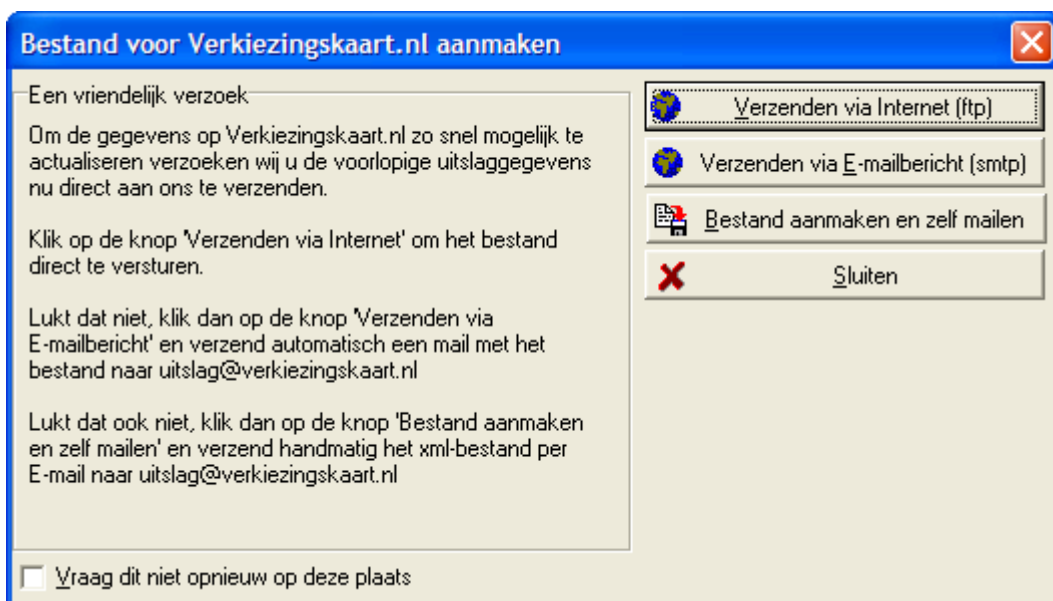 Bestand voor Verkiezingskaart.nl aanmaken
Een vriendelijk verzoek
Om de gegevens op Verkiezingskaart.nl zo snel mogelijk te
actualiseren verzoeken wij u de voorlopige uitslaggegevens
nu direct aan ons te verzenden.
Klik op de knop 'Verzenden via Internet' om het bestand
direct te versturen.
Lukt dat niet, klik dan op de knop 'Verzenden via
E-mailbericht' en verzend automatisch een mail met het
bestand naar uitslag@verkiezingskaart.nl
Lukt dat ook niet, klik dan op de knop 'Bestand aanmaken
en zelf mailen' en verzend handmatig het xml-bestand per
E-mail naar uitslag@verkiezingskaart.nl
Vraag dit niet opnieuw op deze plaats
Verzenden via Internet (ftp)
Verzenden via E-mailbericht (smtp)
Bestand aanmaken en zelf mailen
Sluiten